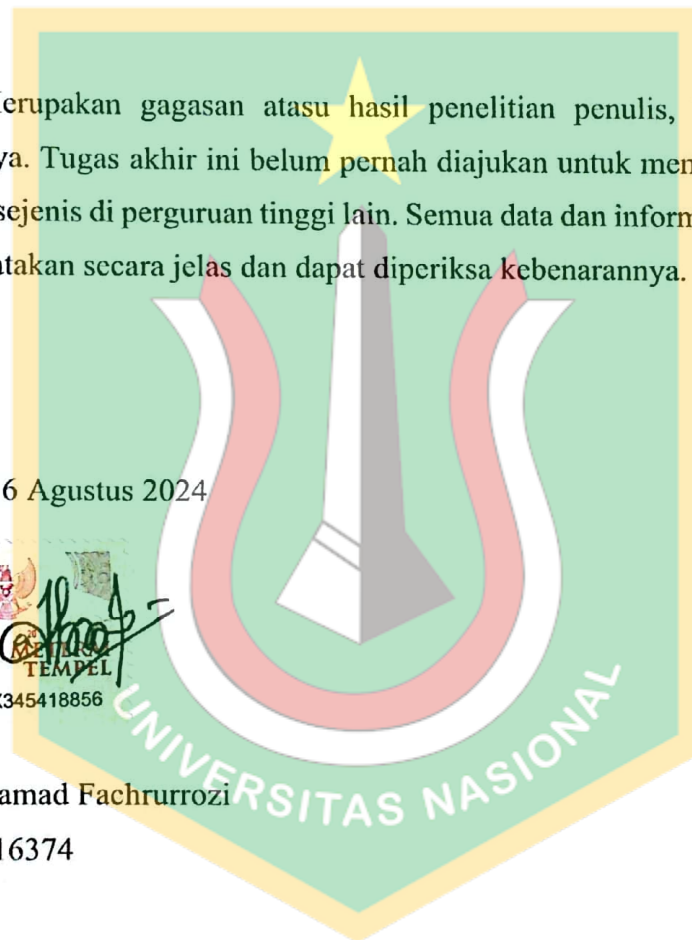 erupakan gagasan atasu hasil penelitian penulis,
ya. Tugas akhir ini belum pernah diajukan untuk men
sejenis di perguruan tinggi lain. Semua data dan inform
atakan secara jelas dan dapat diperiksa kebenarannya.
6 Agustus 2024
METERAI
TEMPEL
345418856
amad Fachrurrozi
16374
UNIVERSITAS NASIONAL